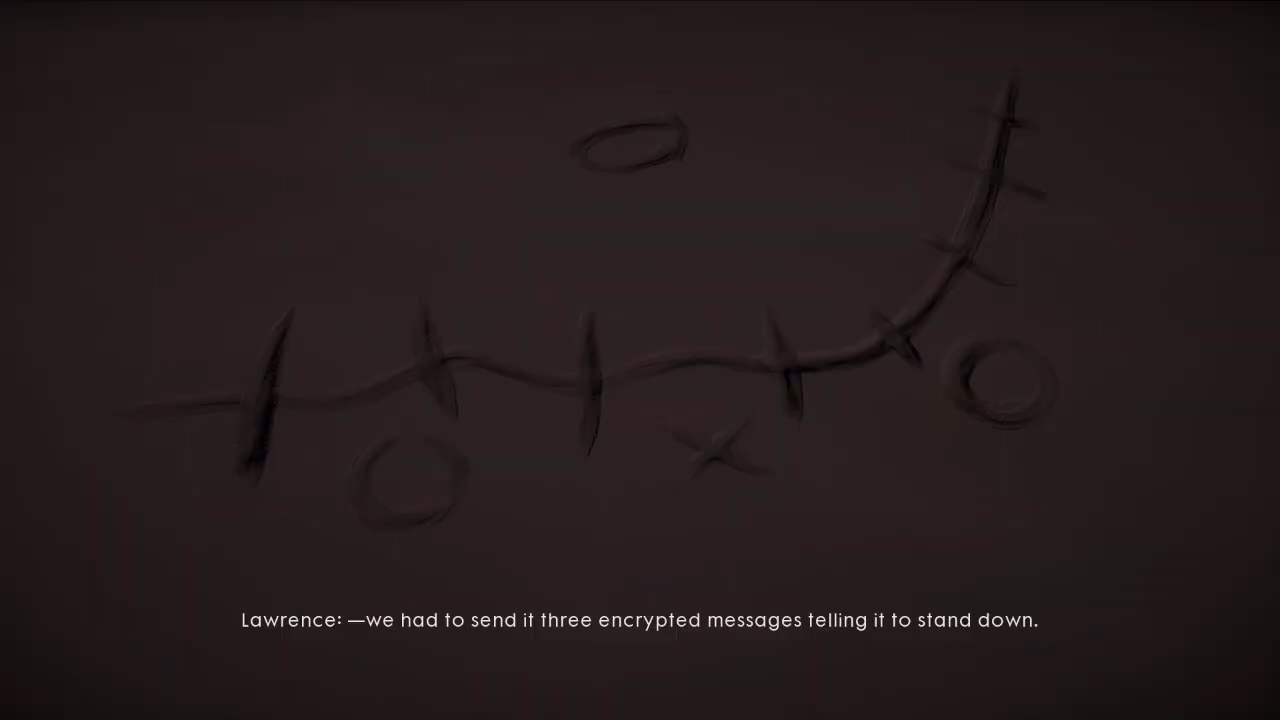 Lawrence: —we had to send it three encrypted messages telling it to stand down.